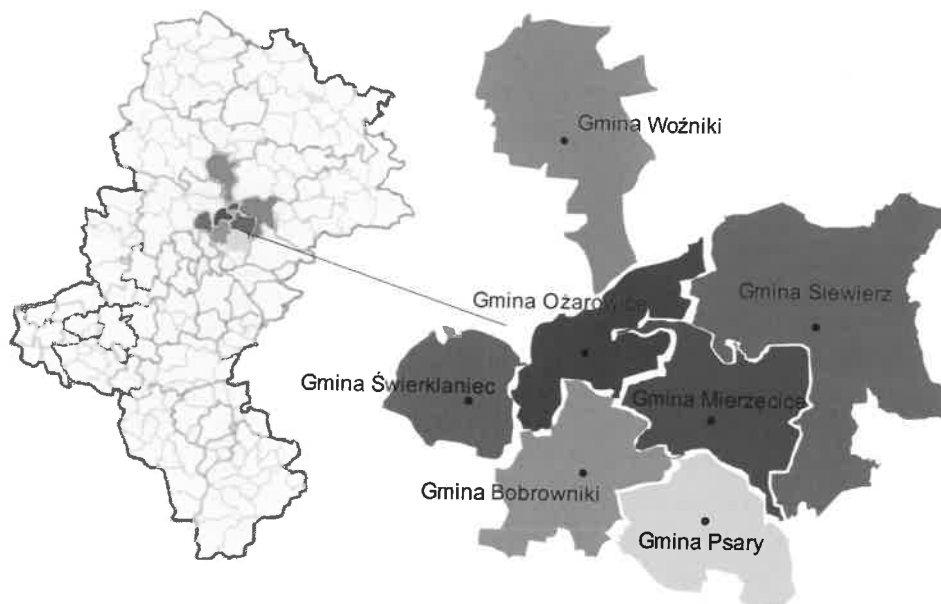 Gmina Woźniki
Gmina Ożarowice
Gmina Siewierz
Gmina Świerklaniec
Gmina Mierzęcice
Gmina Bobrowniki
Gmina Psary